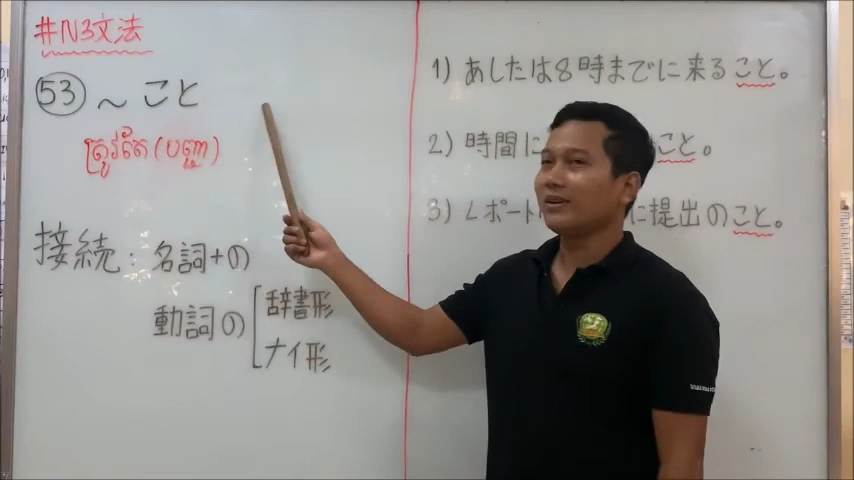 #N3文法
53 ～こと
ត្រូវតែ(បញ្ជា)
接続: 名詞+の
動詞の 辞書形
ナイ形
1) あしたは8時までに来ること。
2) 時間に こと。
3) レポート に提出のこと。